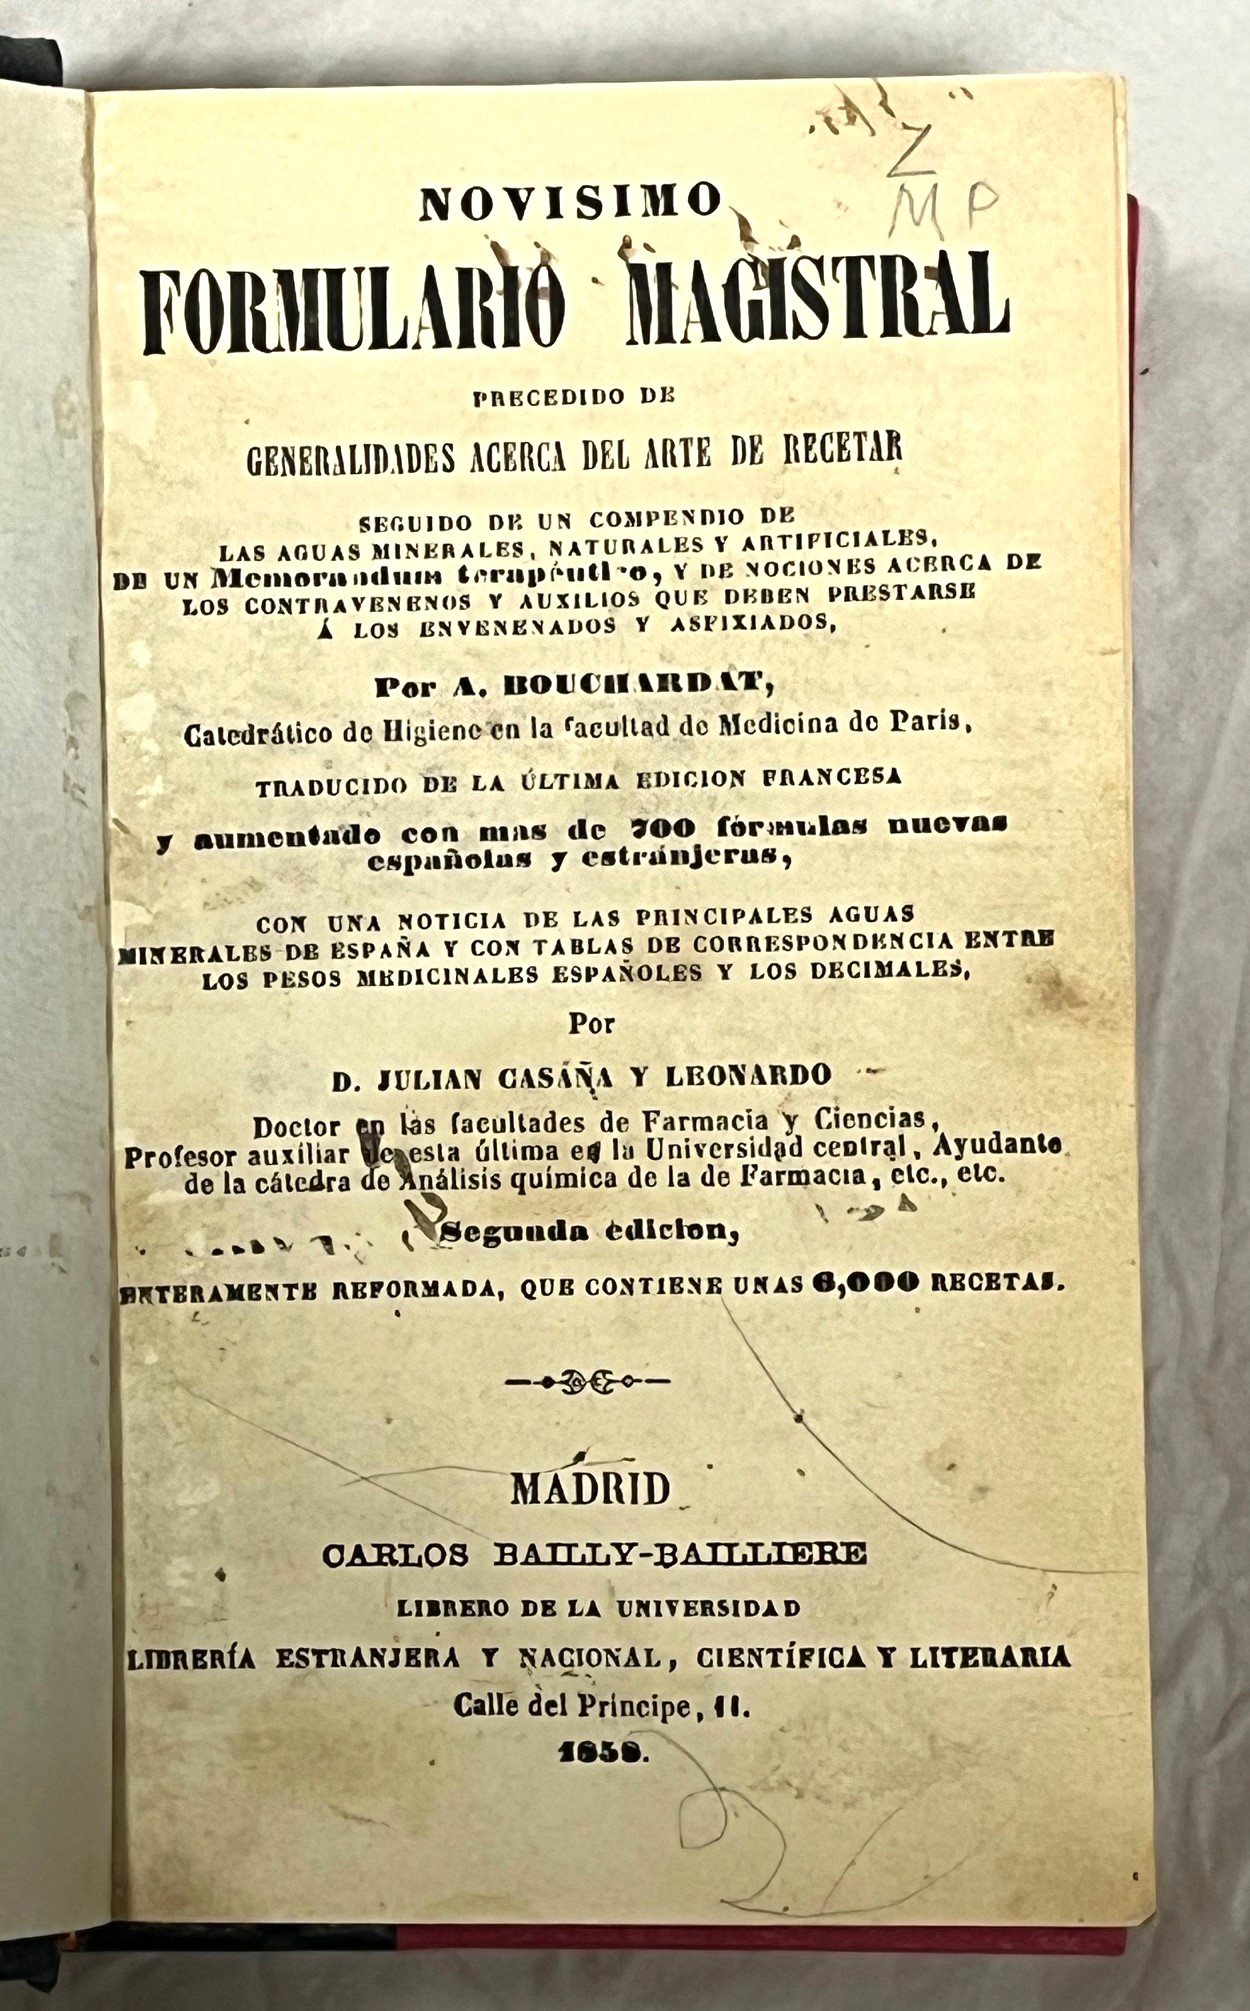 Z
M P
NOVISIMO
FORMULARIO MAGISTRAL
PRECEDIDO DE
GENERALIDADES ACERCA DEL ARTE DE RECETAR
SEGUIDO DE UN COMPENDIO DE
LAS AGUAS MINERALES, NATURALES Y ARTIFICIALES,
DE UN Memorandum terapéutico, Y DE NOCIONES ACERCA DE
LOS CONTRAVENENOS Y AUXILIOS QUE DEBEN PRESTARSE
Á LOS ENVENENADOS Y ASFIXIADOS,
Por A. BOUCHARDAT,
Catedrático de Higiene en la facultad de Medicina de Paris,
TRADUCIDO DE LA ÚLTIMA EDICION FRANCESA
y aumentado con mas de 700 fórmulas nuevas
españolas y estránjeras,
CON UNA NOTICIA DE LAS PRINCIPALES AGUAS
MINERALES DE ESPAÑA Y CON TABLAS DE CORRESPONDENCIA ENTRE
LOS PESOS MEDICINALES ESPAÑOLES Y LOS DECIMALES,
Por
D. JULIAN CASÁÑA Y LEONARDO
Doctor en las facultades de Farmacia y Ciencias,
Profesor auxiliar de esta última en la Universidad central, Ayudante
de la cátedra de Análisis química de la de Farmacia, etc., etc.
Segunda edicion,
ENTERAMENTE REFORMADA, QUE CONTIENE UNAS 6,000 RECETAS.
MADRID
CARLOS BAILLY-BAILLIERE
LIBRERO DE LA UNIVERSIDAD
LIBRERÍA ESTRANJERA Y NACIONAL, CIENTÍFICA Y LITERARIA
Calle del Príncipe, 11.